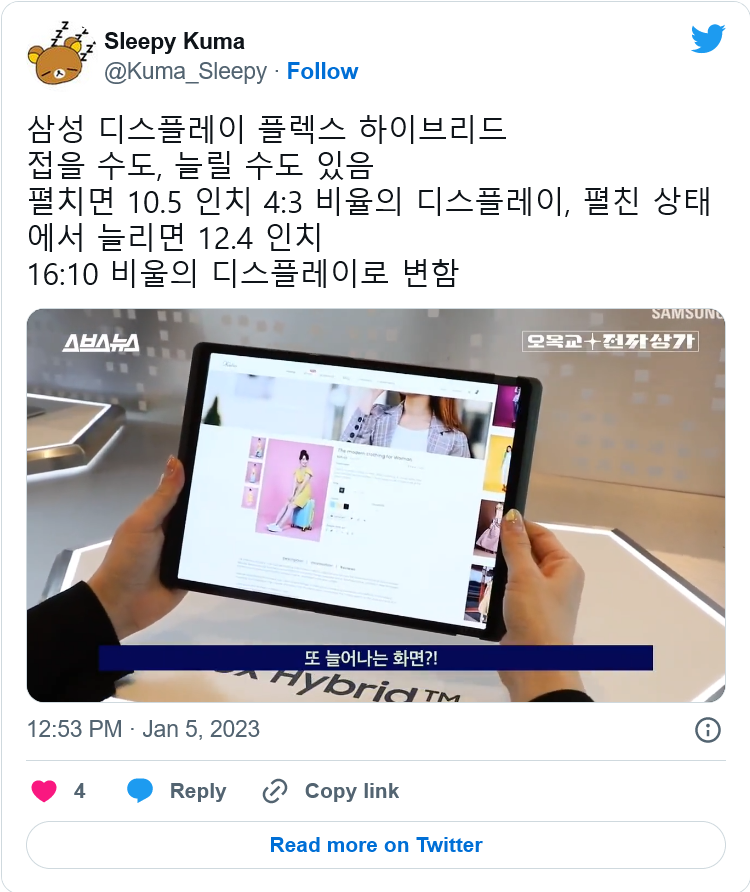 Sleepy Kuma
@Kuma_Sleepy · Follow
삼성 디스플레이 플렉스 하이브리드
접을 수도, 늘릴 수도 있음
펼치면 10.5 인치 4:3 비율의 디스플레이, 펼친 상태
에서 늘리면 12.4 인치
16:10 비울의 디스플레이로 변함
SAMSUNG
스브스뉴스
오목교+전자상가
The modern clothing for Woman
또 늘어나는 화면?!
Hybrid™
12:53 PM · Jan 5, 2023
4
Reply
Copy link
Read more on Twitter